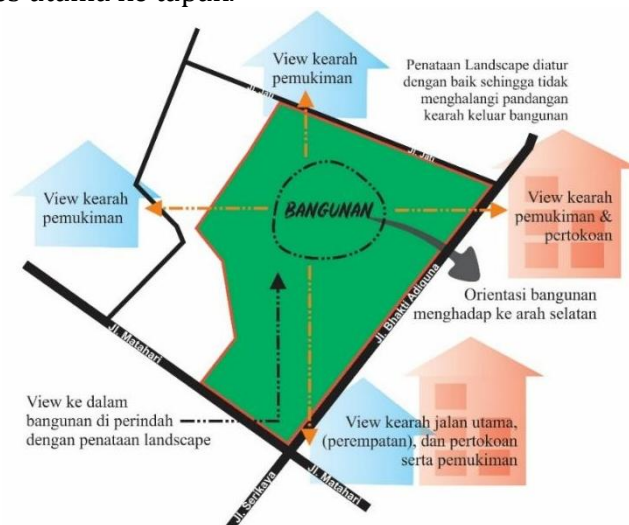 View kearah
pemukiman
Penataan Landscape diatur
dengan baik sehingga tidak
menghalangi pandangan
kearah keluar bangunan
Jl. Jati
Jl. Jati
View kearah
pemukiman
BANGUNAN
View kearah
pemukiman &
pertokoan
Orientasi bangunan
menghadap ke arah selatan
Jl. Bhakti Adiguna
Jl. Matahari
View ke dalam
bangunan di perindah
dengan penataan landscape
View kearah jalan utama,
(perempatan), dan pertokoan
serta pemukiman
Jl. Matahari
Jl. Serikaya